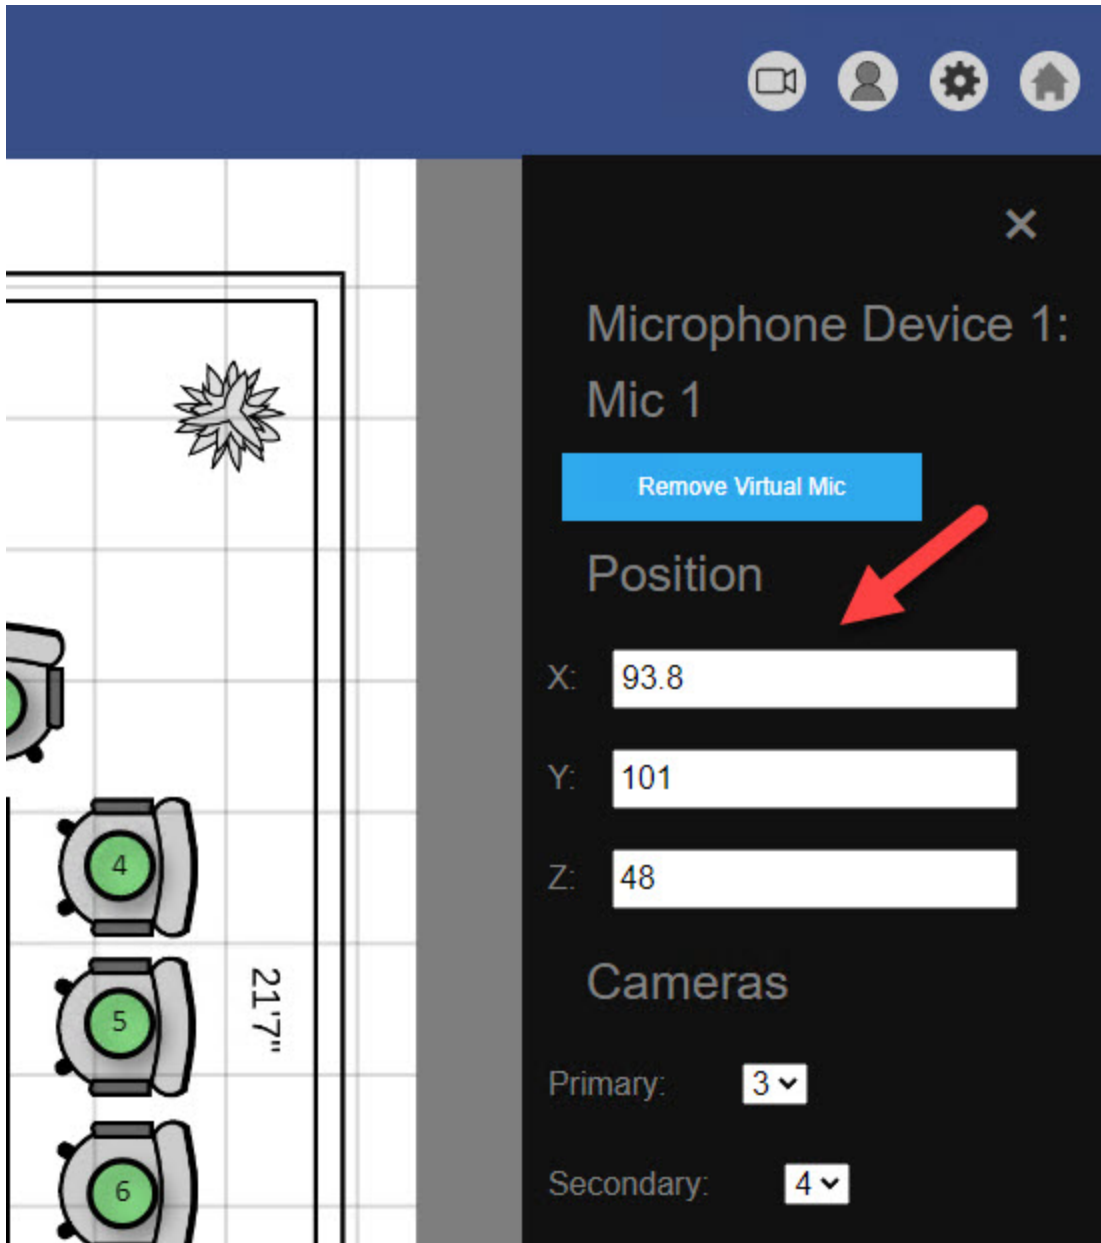 Microphone Device 1:
Mic 1
Remove Virtual Mic
Position
X: 93.8
Y: 101
Z: 48
Cameras
Primary: 3
Secondary: 4
4
5
21'7"
6